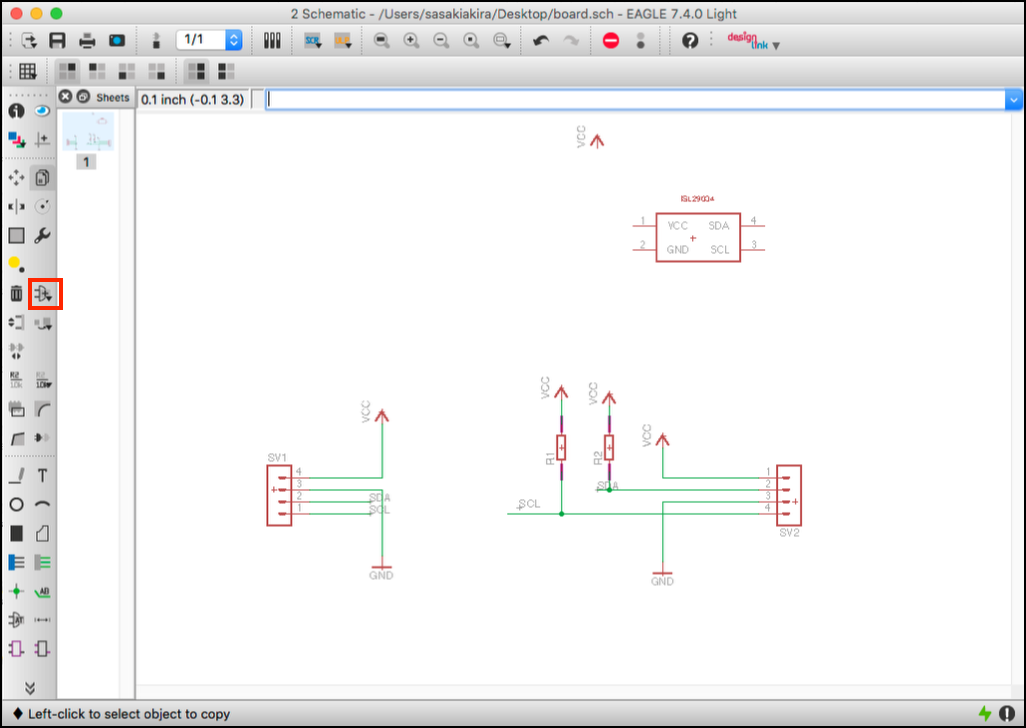 2 Schematic - /Users/sasakiakira/Desktop/board.sch - EAGLE 7.4.0 Light
1/1
SCR
design
link
Sheets
0.1 inch (-0.1 3.3)
1
VCC
ISL29004
1
VCC
SDA
4
2
GND
SCL
3
VCC
VCC
VCC
VCC
R1
R2
SV1
4
3
2
1
SDA
SCL
SDA
SCL
1
2
3
4
SV2
GND
GND
R2
10k
R2
10k
T
AB
Left-click to select object to copy